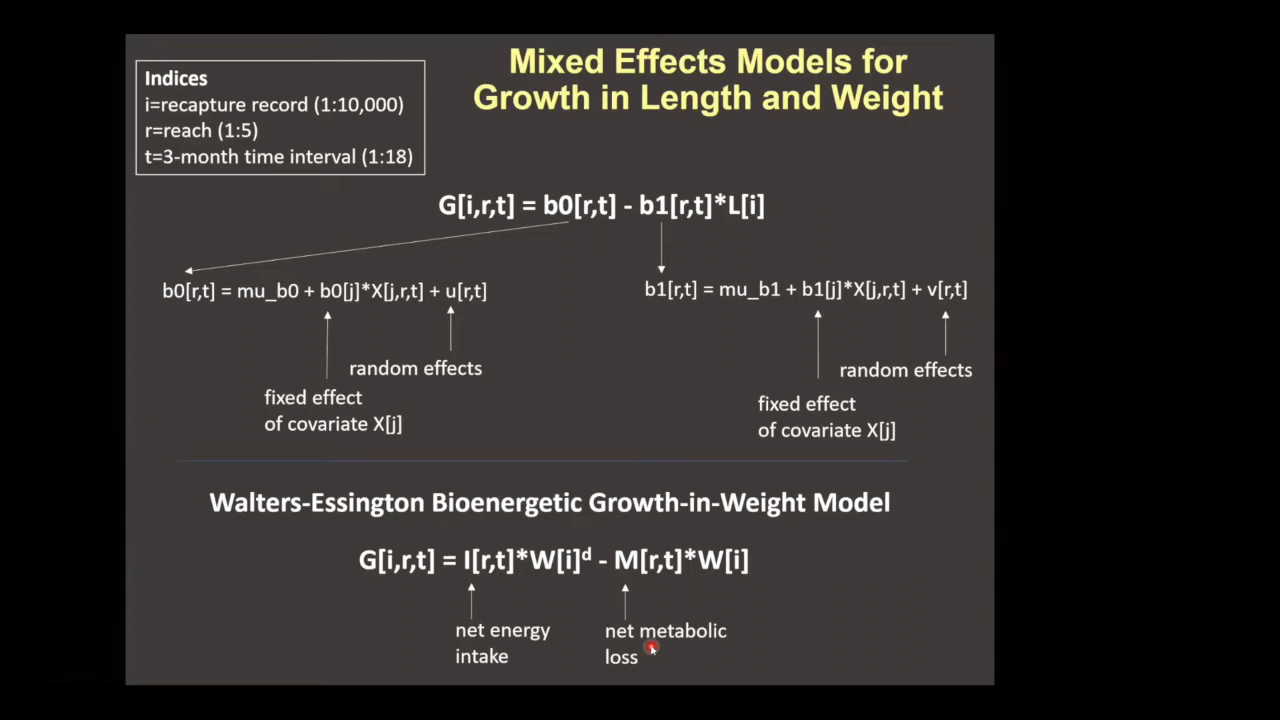 Mixed Effects Models for
Growth in Length and Weight
Indices
i=recapture record (1:10,000)
r=reach (1:5)
t=3-month time interval (1:18)
G[i,r,t] = b0[r,t] - b1[r,t]*L[i]
b0[r,t] = mu_b0 + b0[j]*X[j,r,t] + u[r,t]
random effects
fixed effect
of covariate X[j]
b1[r,t] = mu_b1 + b1[j]*X[j,r,t] + v[r,t]
random effects
fixed effect
of covariate X[j]
Walters-Essington Bioenergetic Growth-in-Weight Model
G[i,r,t] = I[r,t]*W[i]ᵈ - M[r,t]*W[i]
net energy
intake
net metabolic
loss